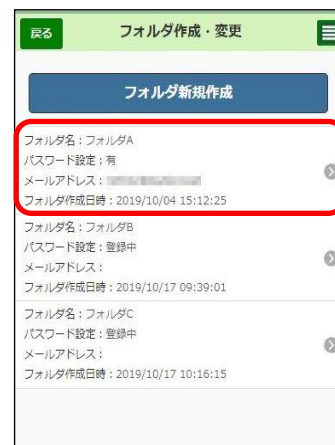 戻る
フォルダ作成・変更
フォルダ新規作成
フォルダ名：フォルダA
パスワード設定：有
メールアドレス：
フォルダ作成日時：2019/10/04 15:12:25
フォルダ名：フォルダB
パスワード設定：登録中
メールアドレス：
フォルダ作成日時：2019/10/17 09:39:01
フォルダ名：フォルダC
パスワード設定：登録中
メールアドレス：
フォルダ作成日時：2019/10/17 10:16:15